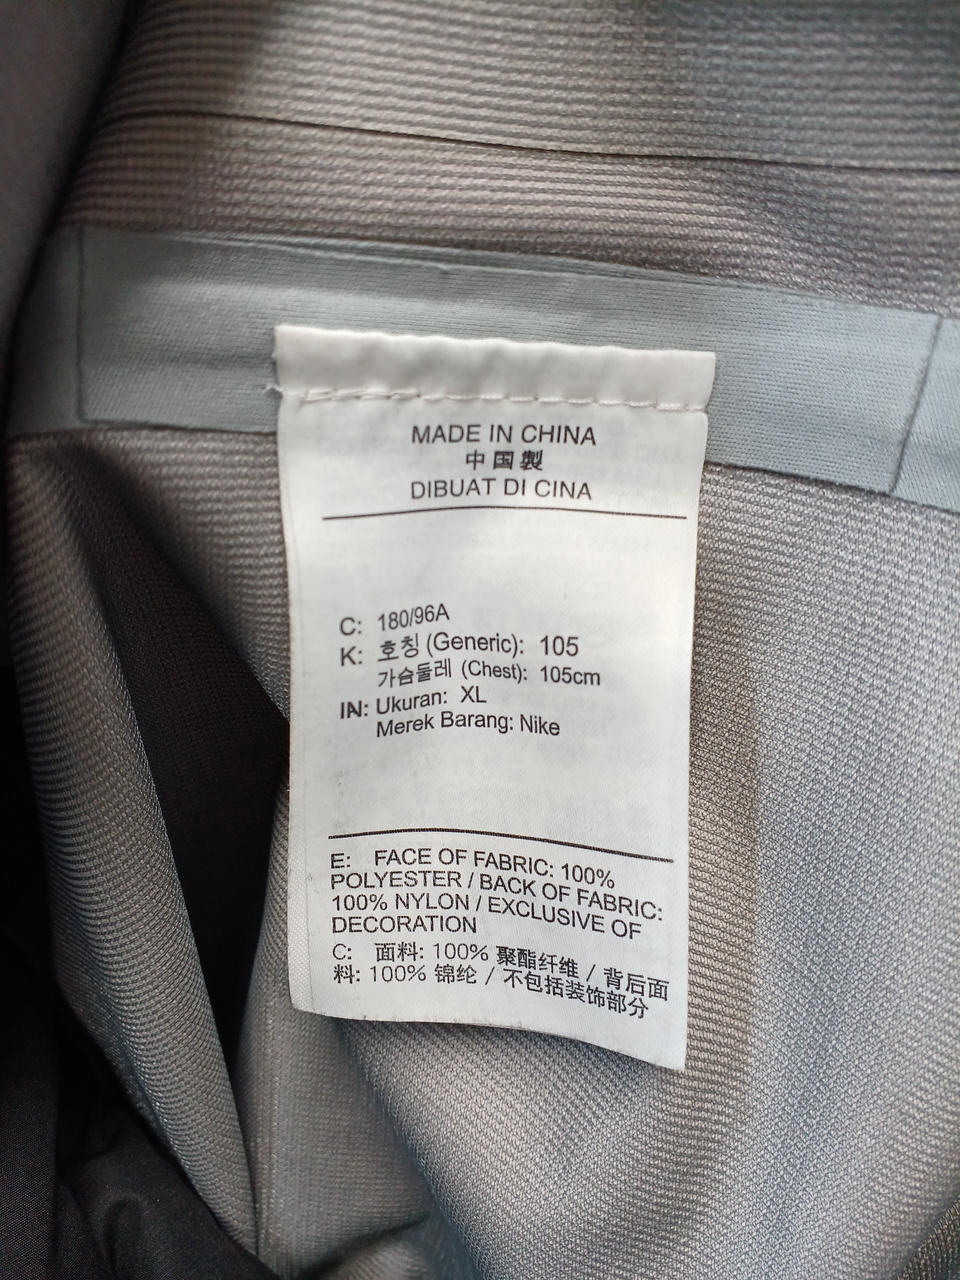 MADE IN CHINA
中国製
DIBUAT DI CINA
C: 180/96A
K: 호칭 (Generic): 105
가슴둘레 (Chest): 105cm
IN: Ukuran: XL
Merek Barang: Nike
E: FACE OF FABRIC: 100%
POLYESTER / BACK OF FABRIC:
100% NYLON / EXCLUSIVE OF
DECORATION
C: 面料: 100% 聚酯纤维 / 背后面
料: 100% 锦纶 / 不包括装饰部分